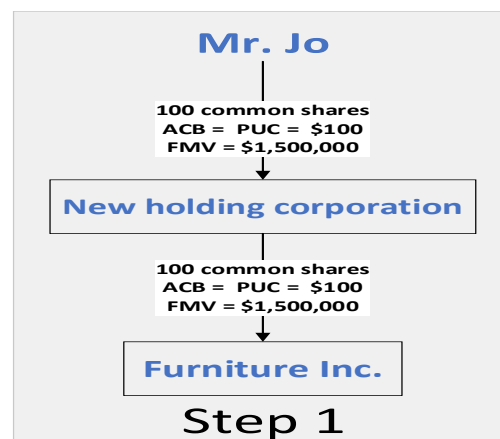 Mr. Jo
100 common shares
ACB = PUC = $100
FMV = $1,500,000
New holding corporation
100 common shares
ACB = PUC = $100
FMV = $1,500,000
Furniture Inc.
Step 1